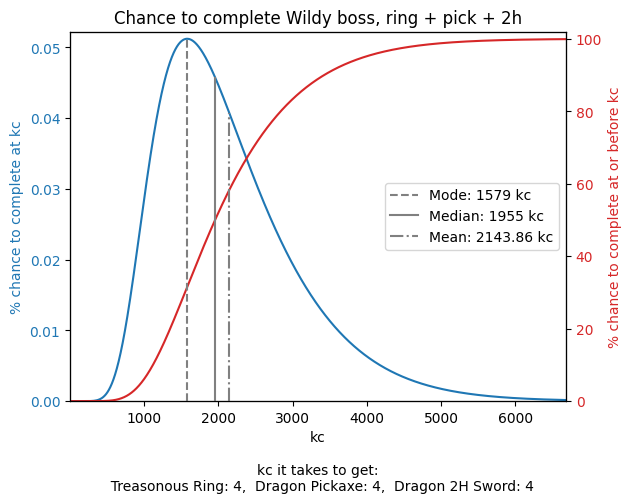 Chance to complete Wildy boss, ring + pick + 2h
% chance to complete at kc
0.05
0.04
0.03
0.02
0.01
0.00
100
80
60
40
20
0
% chance to complete at or before kc
Mode: 1579 kc
Median: 1955 kc
Mean: 2143.86 kc
1000 2000 3000 4000 5000 6000
kc
kc it takes to get:
Treasonous Ring: 4,  Dragon Pickaxe: 4,  Dragon 2H Sword: 4